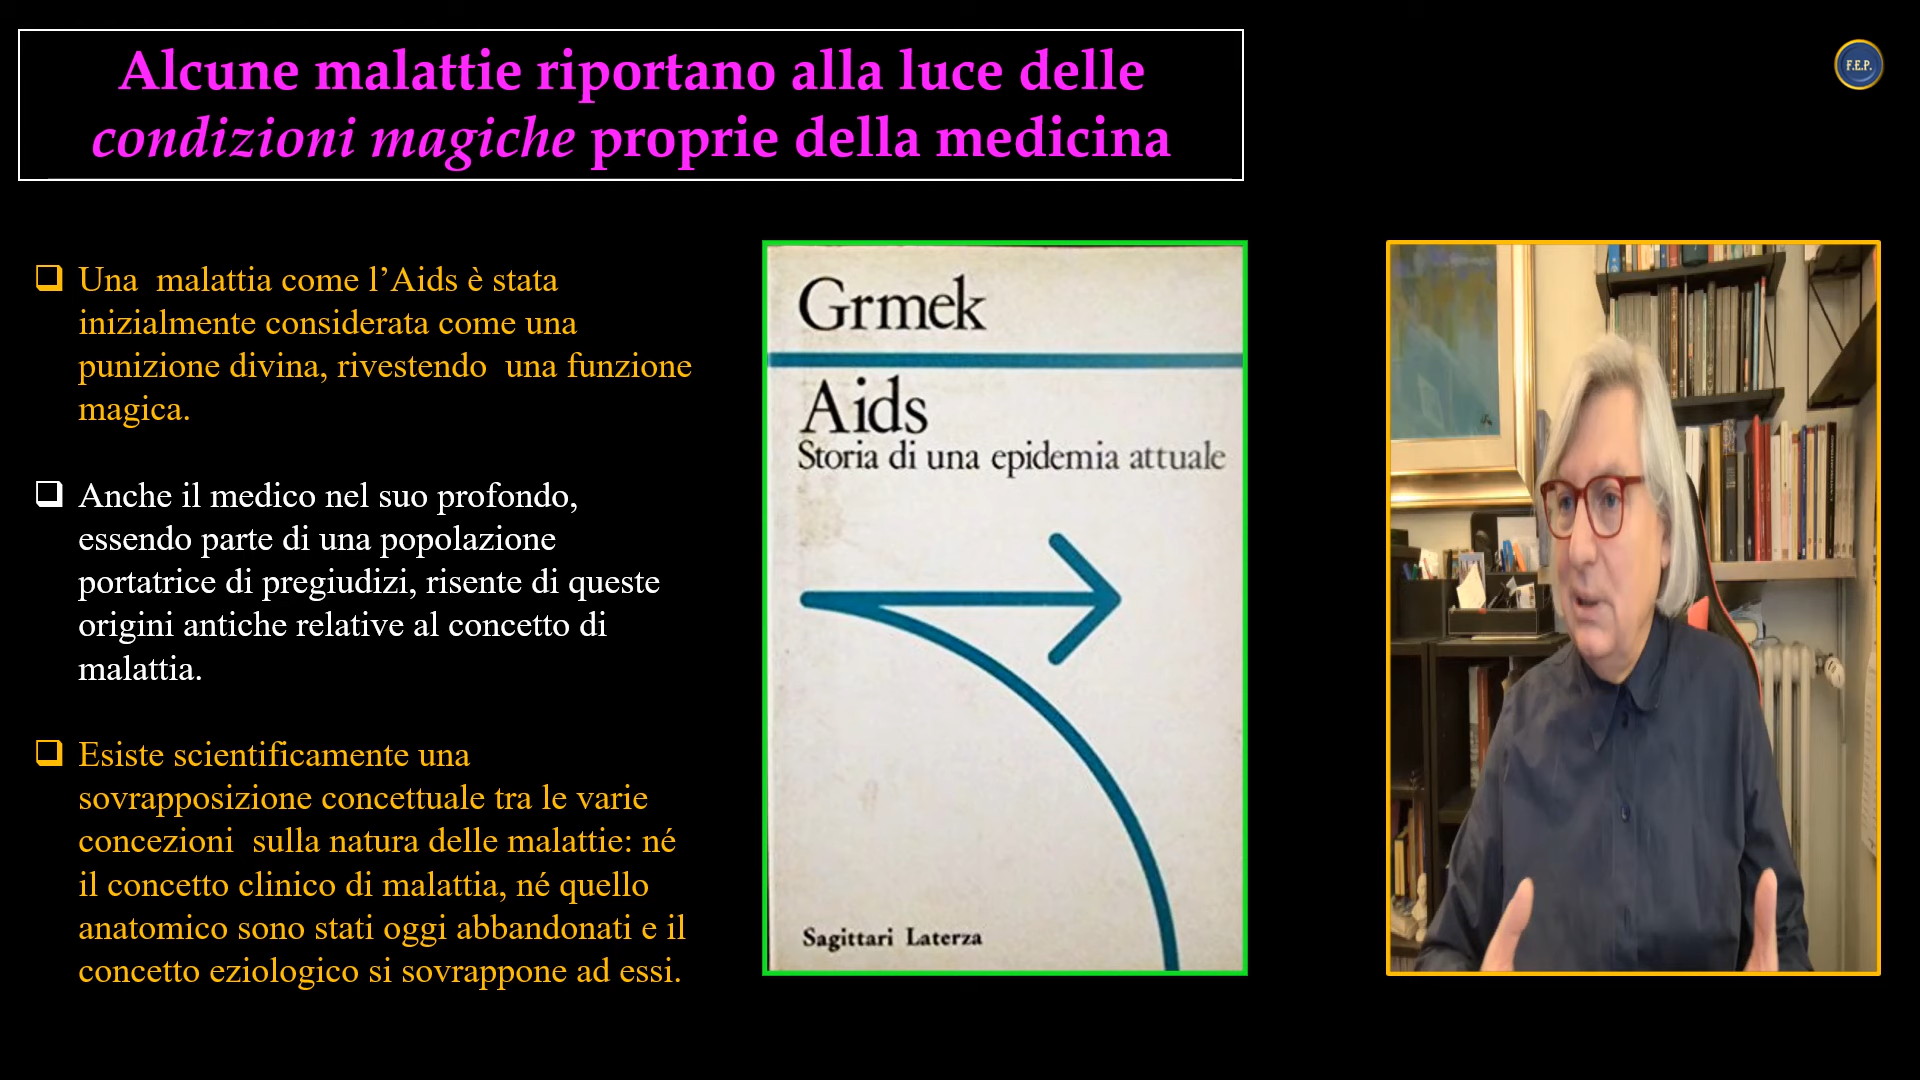 Alcune malattie riportano alla luce delle
condizioni magiche proprie della medicina
F.E.P.
Una malattia come l’Aids è stata
inizialmente considerata come una
punizione divina, rivestendo una funzione
magica.
Anche il medico nel suo profondo,
essendo parte di una popolazione
portatrice di pregiudizi, risente di queste
origini antiche relative al concetto di
malattia.
Esiste scientificamente una
sovrapposizione concettuale tra le varie
concezioni sulla natura delle malattie: né
il concetto clinico di malattia, né quello
anatomico sono stati oggi abbandonati e il
concetto eziologico si sovrappone ad essi.
Grmek
Aids
Storia di una epidemia attuale
Sagittari Laterza